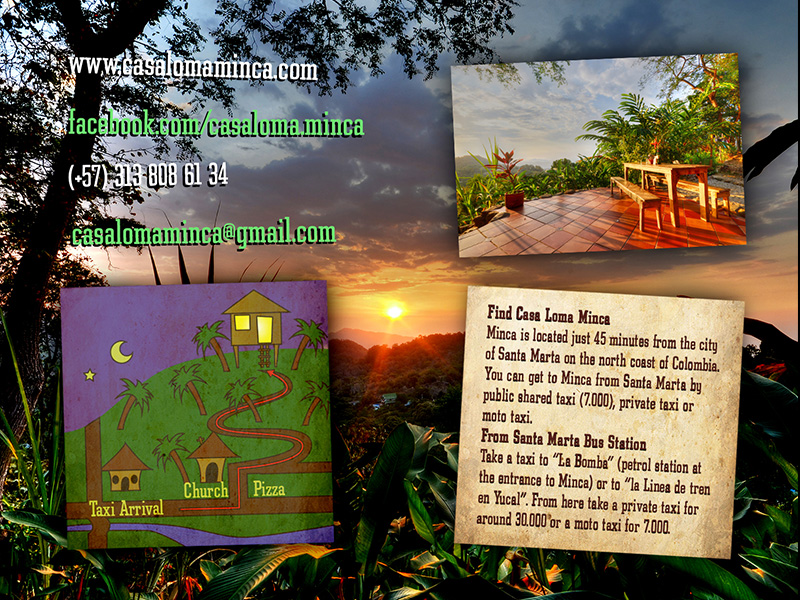 www.casalomaminca.com
facebook.com/casaloma.minca
(+57) 313 808 61 34
casalomaminca@gmail.com
Taxi Arrival
Church
Pizza
Find Casa Loma Minca
Minca is located just 45 minutes from the city
of Santa Marta on the north coast of Colombia.
You can get to Minca from Santa Marta by
public shared taxi (7.000), private taxi or
moto taxi.
From Santa Marta Bus Station
Take a taxi to “La Bomba” (petrol station at
the entrance to Minca) or to “la Linea de tren
en Yucal”. From here take a private taxi for
around 30.000 or a moto taxi for 7.000.